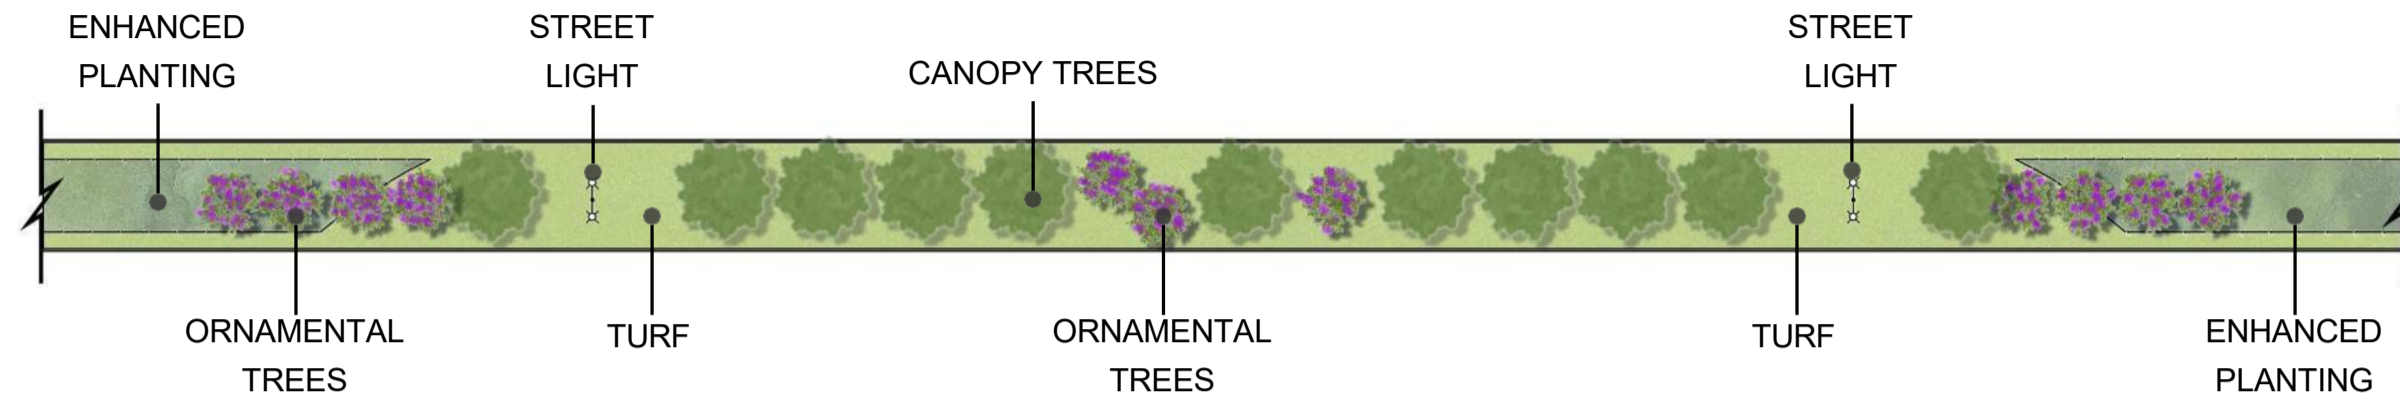 ENHANCED
PLANTING
STREET
LIGHT
CANOPY TREES
STREET
LIGHT
ORNAMENTAL
TREES
TURF
ORNAMENTAL
TREES
TURF
ENHANCED
PLANTING